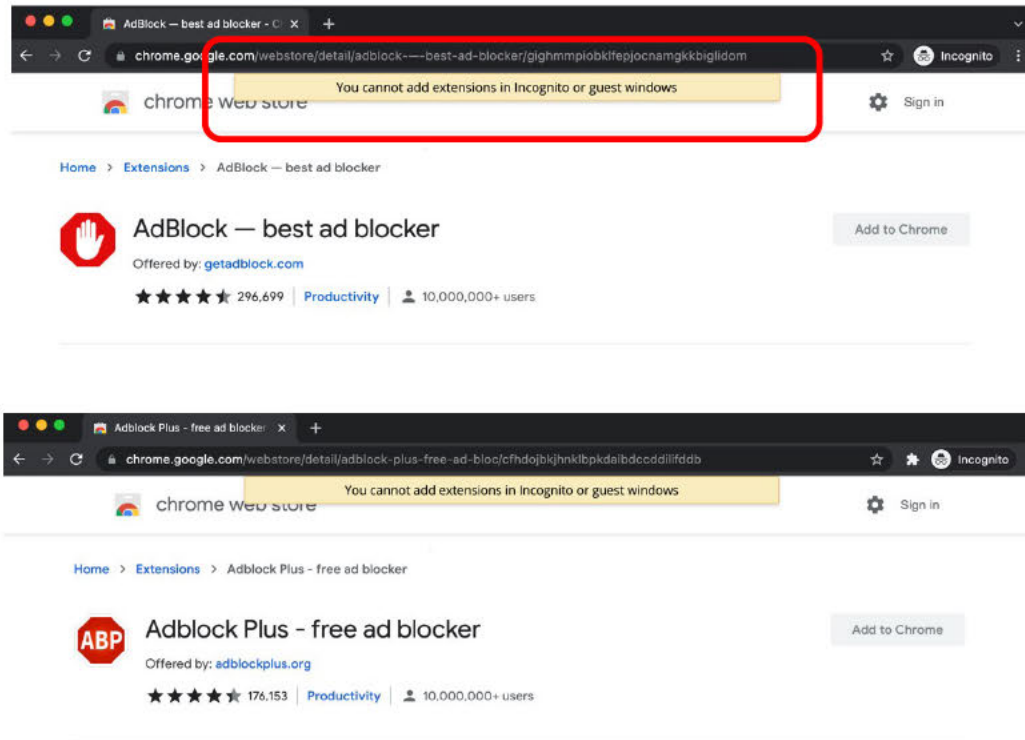 AdBlock — best ad blocker - C
chrome.google.com/webstore/detail/adblock-—-best-ad-blocker/gighmmpiobklfepjocnamgkkbiglidom
Incognito
You cannot add extensions in Incognito or guest windows
chrome web store
Sign in
Home > Extensions > AdBlock — best ad blocker
AdBlock — best ad blocker
Add to Chrome
Offered by: getadblock.com
296,699 Productivity 10,000,000+ users
Adblock Plus - free ad blocker
chrome.google.com/webstore/detail/adblock-plus-free-ad-bloc/cfhdojbkjhnklbpkdaibdccddilifddb
Incognito
You cannot add extensions in Incognito or guest windows
chrome web store
Sign in
Home > Extensions > Adblock Plus - free ad blocker
ABP
Adblock Plus - free ad blocker
Add to Chrome
Offered by: adblockplus.org
176,153 Productivity 10,000,000+ users